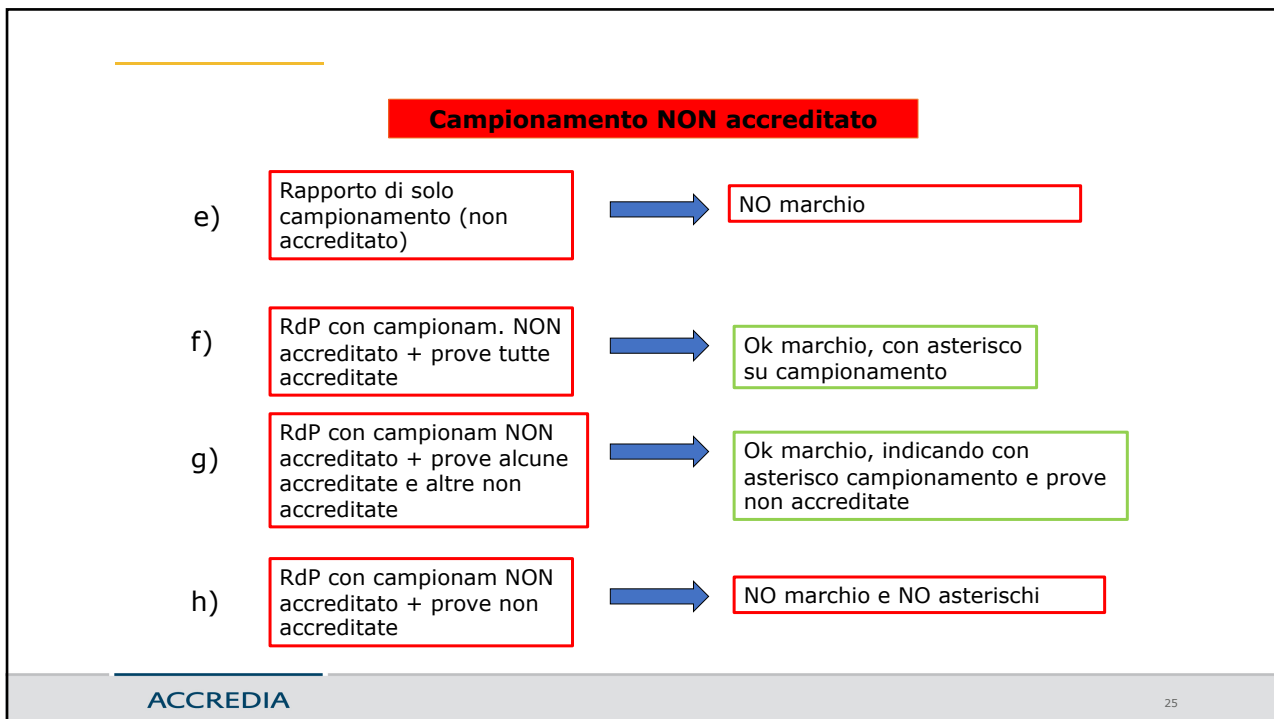 Campionamento NON accreditato
e)
Rapporto di solo
campionamento (non
accreditato)
NO marchio
f)
RdP con campionam. NON
accreditato + prove tutte
accreditate
Ok marchio, con asterisco
su campionamento
g)
RdP con campionam NON
accreditato + prove alcune
accreditate e altre non
accreditate
Ok marchio, indicando con
asterisco campionamento e prove
non accreditate
h)
RdP con campionam NON
accreditato + prove non
accreditate
NO marchio e NO asterischi
ACCREDIA
25